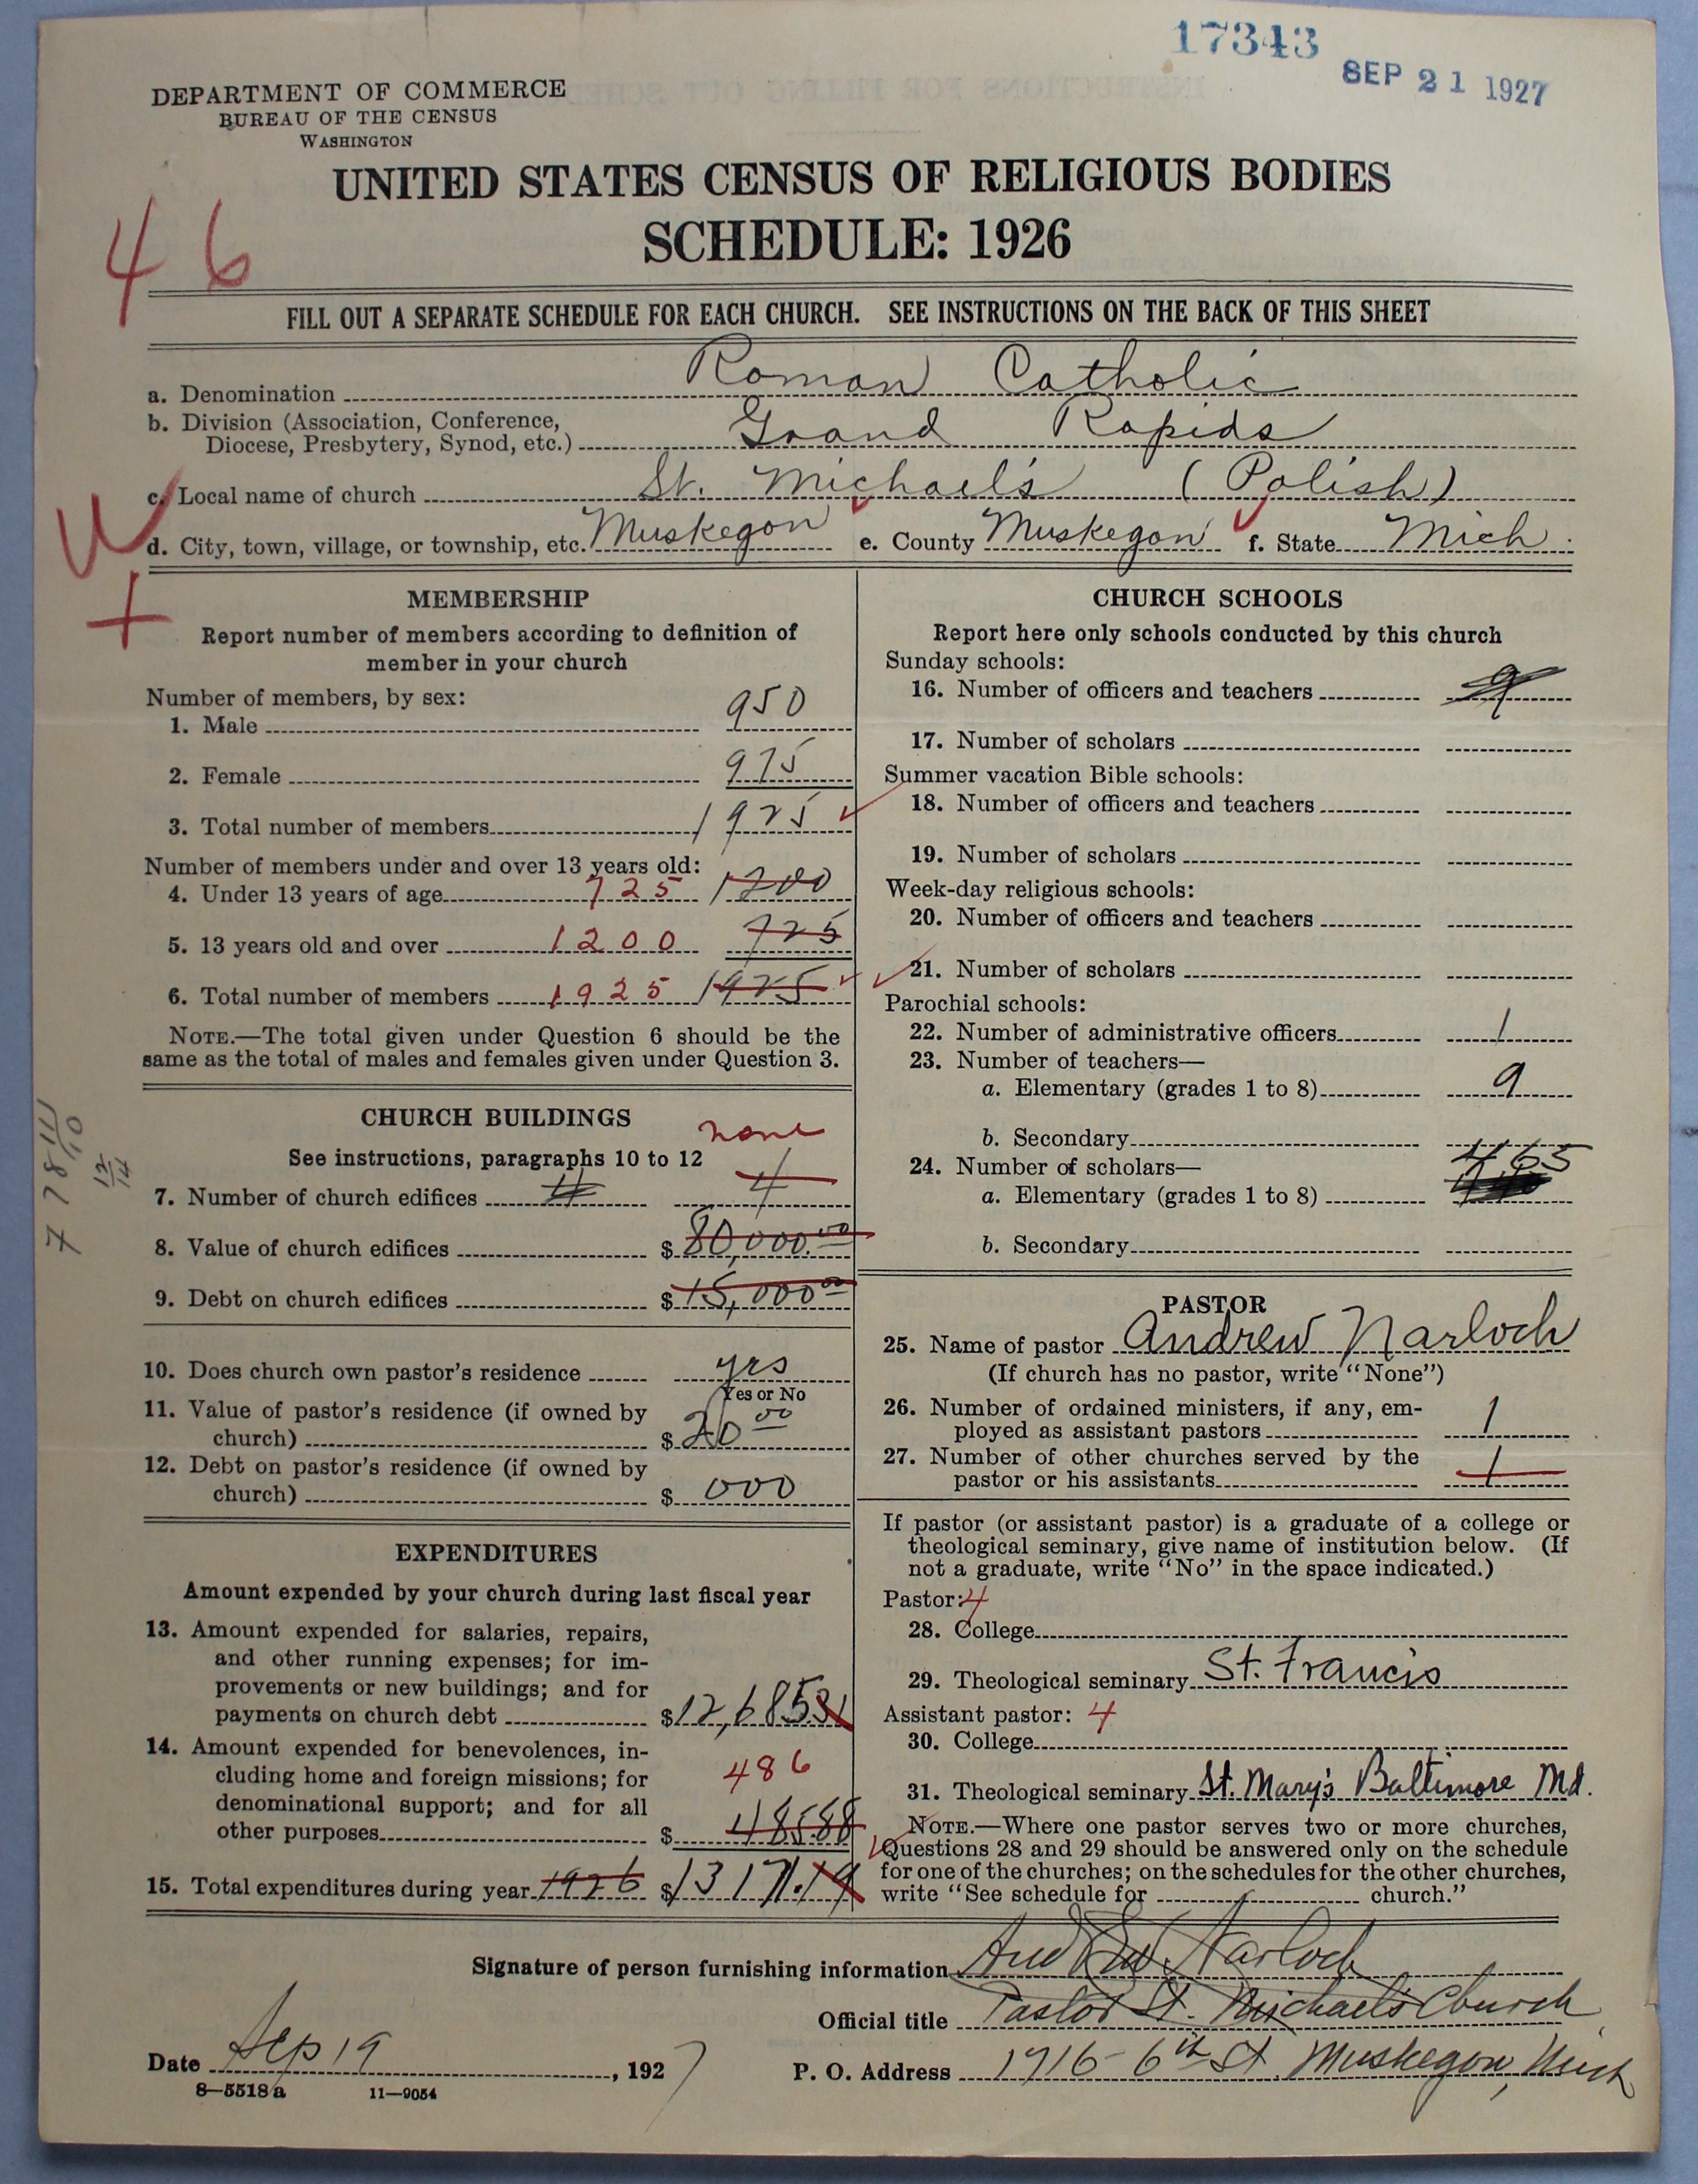 17343
SEP 21 1927
DEPARTMENT OF COMMERCE
BUREAU OF THE CENSUS
WASHINGTON
UNITED STATES CENSUS OF RELIGIOUS BODIES
SCHEDULE: 1926
46
FILL OUT A SEPARATE SCHEDULE FOR EACH CHURCH. SEE INSTRUCTIONS ON THE BACK OF THIS SHEET
a. Denomination Roman Catholic
b. Division (Association, Conference,
Diocese, Presbytery, Synod, etc.) Grand Rapids
c. Local name of church St. Michael's (Polish)
d. City, town, village, or township, etc. Muskegon e. County Muskegon f. State Mich.
MEMBERSHIP
Report number of members according to definition of
member in your church
Number of members, by sex:
1. Male 950
2. Female 975
3. Total number of members 1925
Number of members under and over 13 years old:
4. Under 13 years of age 725 1200
5. 13 years old and over 1200 725
6. Total number of members 1925 1925
NOTE.—The total given under Question 6 should be the
same as the total of males and females given under Question 3.
CHURCH BUILDINGS
none
See instructions, paragraphs 10 to 12
7. Number of church edifices 4 4
8. Value of church edifices $ 80,000.00
9. Debt on church edifices $ 15,000.00
10. Does church own pastor's residence yes
Yes or No
11. Value of pastor's residence (if owned by
church) $ 20 00
12. Debt on pastor's residence (if owned by
church) $ 000
EXPENDITURES
Amount expended by your church during last fiscal year
13. Amount expended for salaries, repairs,
and other running expenses; for im-
provements or new buildings; and for
payments on church debt $12,685.31
14. Amount expended for benevolences, in-
cluding home and foreign missions; for 486
denominational support; and for all
other purposes $ 485.88
15. Total expenditures during year 1926 $13171.19
CHURCH SCHOOLS
Report here only schools conducted by this church
Sunday schools:
16. Number of officers and teachers 9
17. Number of scholars
Summer vacation Bible schools:
18. Number of officers and teachers
19. Number of scholars
Week-day religious schools:
20. Number of officers and teachers
21. Number of scholars
Parochial schools:
22. Number of administrative officers 1
23. Number of teachers—
a. Elementary (grades 1 to 8) 9
b. Secondary
24. Number of scholars— 465
a. Elementary (grades 1 to 8)
b. Secondary
PASTOR
25. Name of pastor Andrew Narloch
(If church has no pastor, write "None")
26. Number of ordained ministers, if any, em-
ployed as assistant pastors 1
27. Number of other churches served by the
pastor or his assistants 1
If pastor (or assistant pastor) is a graduate of a college or
theological seminary, give name of institution below. (If
not a graduate, write "No" in the space indicated.)
Pastor: 4
28. College
29. Theological seminary St. Francis
Assistant pastor: 4
30. College
31. Theological seminary St. Mary's Baltimore Md.
NOTE.—Where one pastor serves two or more churches,
Questions 28 and 29 should be answered only on the schedule
for one of the churches; on the schedules for the other churches,
write "See schedule for church."
Signature of person furnishing information Andrew Narloch
Official title Pastor St. Michael's Church
Date Sep 19, 1927 P. O. Address 1716 6th St. Muskegon, Mich
8—5518a 11—9054